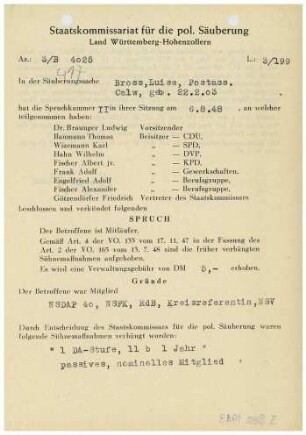 Staatskommissariat für die pol. Säuberung
Land Württemberg-Hohenzollern
Az.: 3/B 4025 L.: 3/199
In der Säuberungssache Bross, Luise, Postass.
Calw, geb. 22.2.03
hat die Spruchkammer II in ihrer Sitzung am 6.8.48, an welcher
teilgenommen haben:
Dr. Braunger Ludwig Vorsitzender
Baumann Thomas Beisitzer — CDU,
Wizemann Karl „ — SPD,
Hahn Wilhelm „ — DVP,
Fischer Albert jr. „ — KPD,
Frank Adolf „ — Gewerkschaften,
Engelfried Adolf „ — Berufsgruppe,
Fischer Alexander „ — Berufsgruppe,
Götzendörfer Friedrich Vertreter des Staatskommissars
beschlossen und verkündet folgenden
SPRUCH
Der Betroffene ist Mitläufer.
Gemäß Art. 4 der VO. 133 vom 17. 11. 47 in der Fassung des
Art. 2 der VO. 165 vom 13. 7. 48 sind die früher verhängten
Sühnemaßnahmen aufgehoben.
Es wird eine Verwaltungsgebühr von DM 5,- erhoben.
Gründe
Der Betroffene war Mitglied
NSDAP 40, NSFK, RdB, Kreisreferentin, NSV
Durch Entscheidung des Staatskommissars für die pol. Säuberung waren
folgende Sühnemaßnahmen verhängt worden:
" 1 DA-Stufe, 11 b 1 Jahr "
passives, nominelles Mitglied